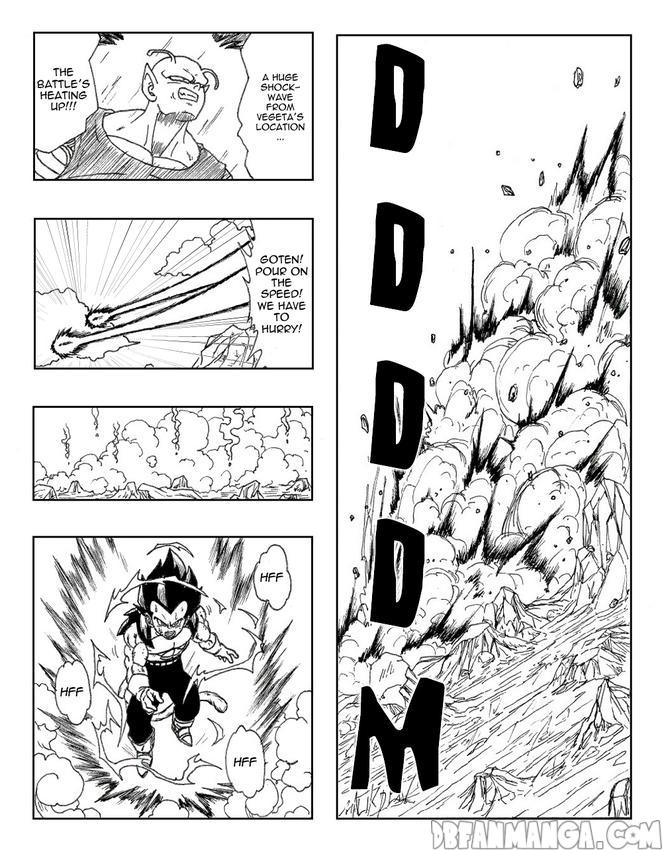 D
D
D
D
M
A HUGE
SHOCK-
WAVE
FROM
VEGETA'S
LOCATION
...
THE
BATTLE'S
HEATING
UP!!!
GOTEN!
POUR ON
THE
SPEED!
WE HAVE
TO
HURRY!
HFF
HFF
HFF
HFF
DBFANMANGA.COM